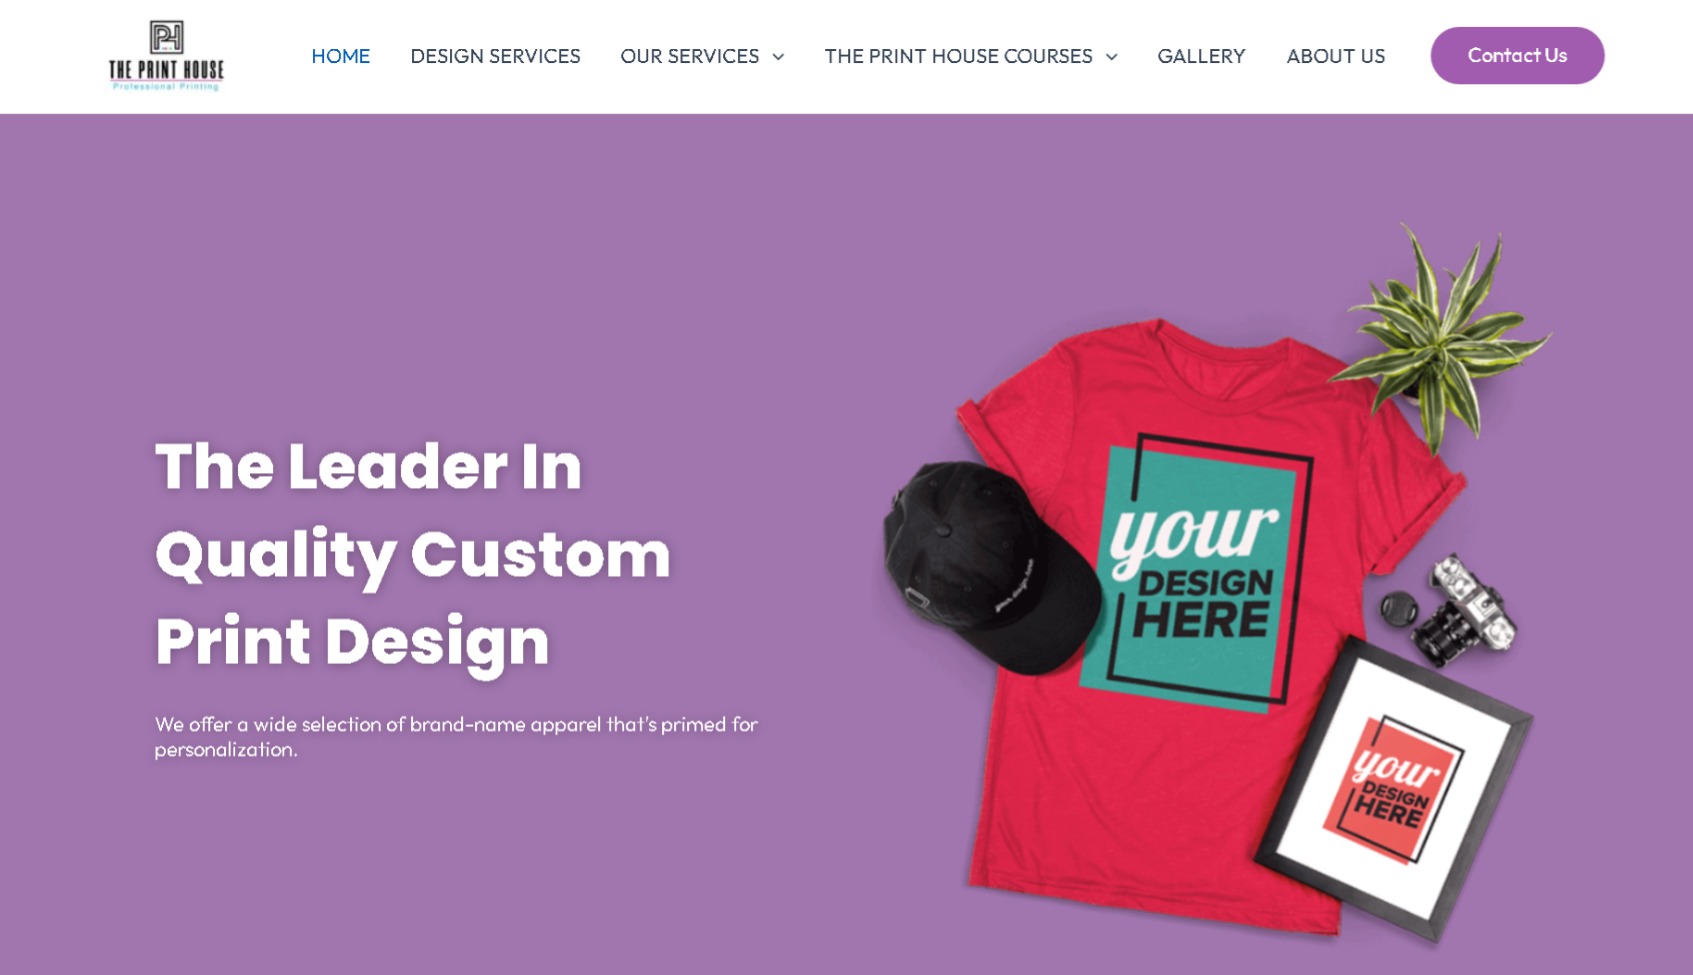 THE PRINT HOUSE
Professional Printing
HOME
DESIGN SERVICES
OUR SERVICES
THE PRINT HOUSE COURSES
GALLERY
ABOUT US
Contact Us
The Leader In
Quality Custom
Print Design
We offer a wide selection of brand-name apparel that's primed for
personalization.
your
DESIGN
HERE
your
DESIGN
HERE